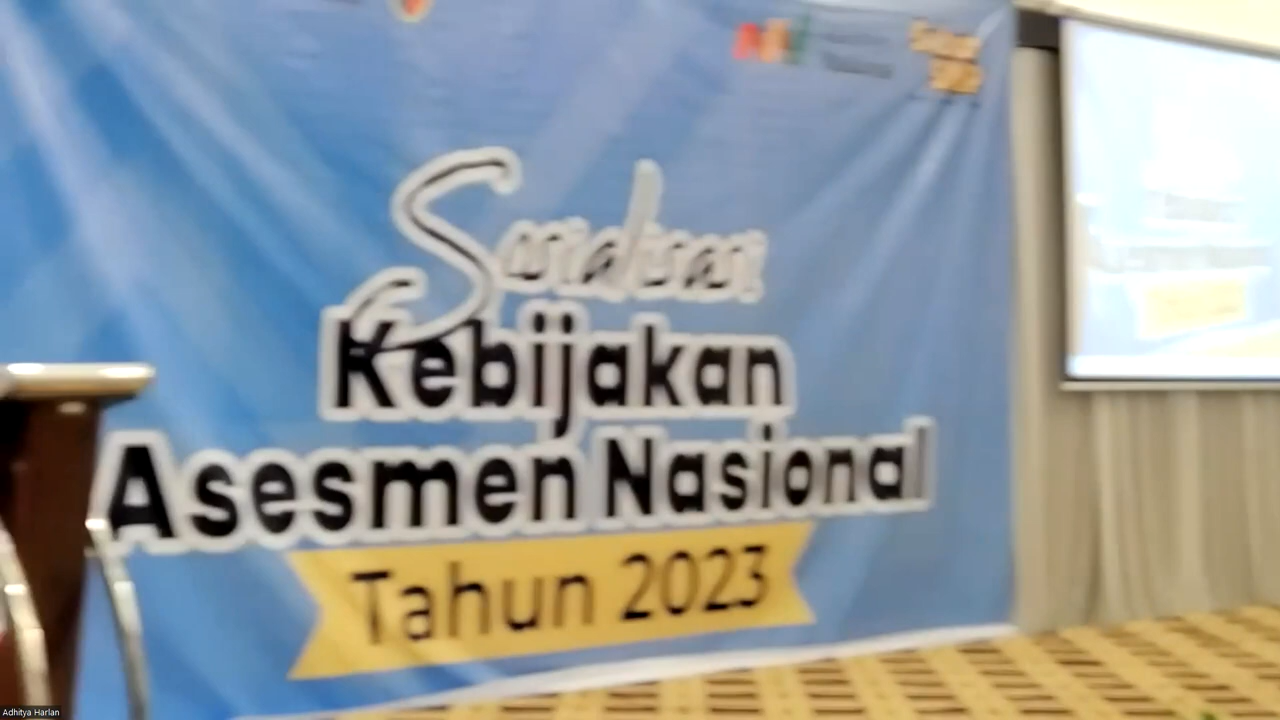 Sosialisasi
Kebijakan
Asesmen Nasional
Tahun 2023
Adhitya Harlan